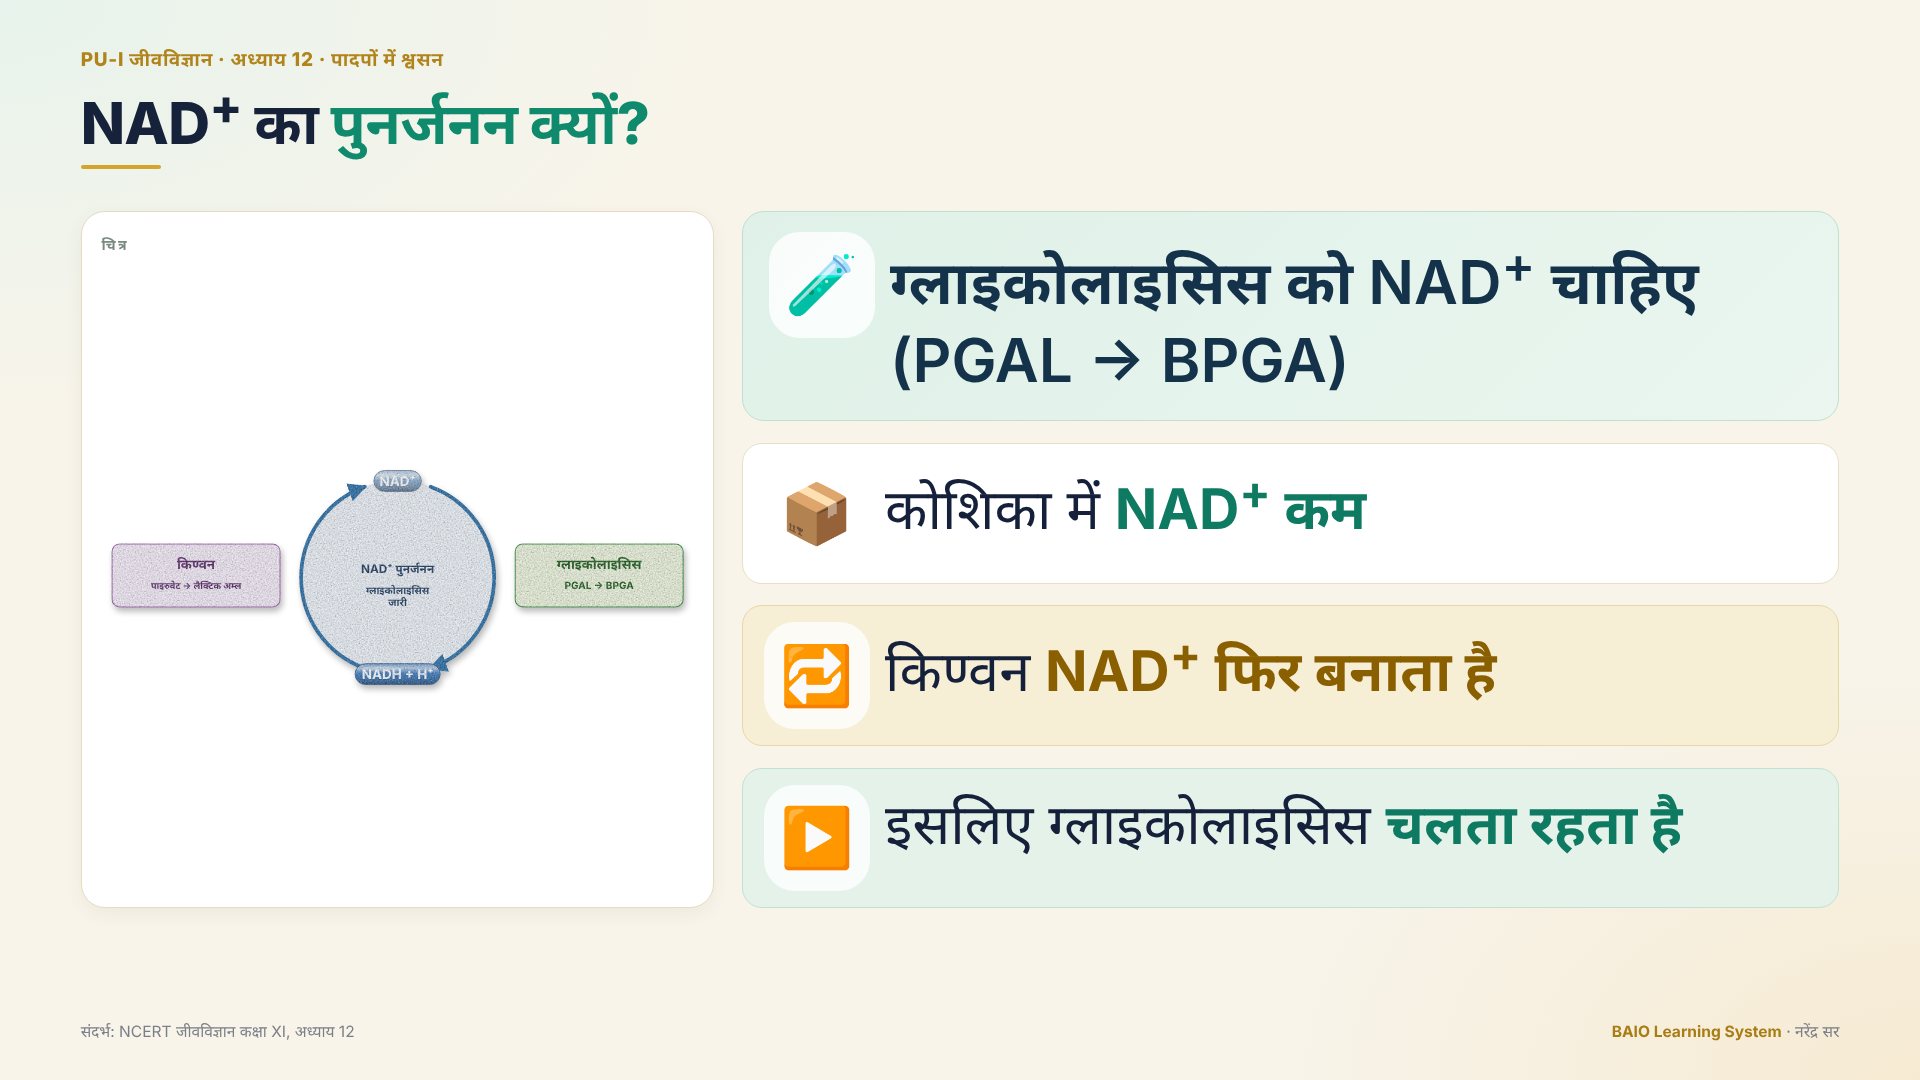 PU-I जीवविज्ञान · अध्याय 12 · पादपों में श्वसन
NAD⁺ का पुनर्जनन क्यों?
चित्र
NAD⁺
किण्वन
पाइरुवेट → लैक्टिक अम्ल
NAD⁺ पुनर्जनन
ग्लाइकोलाइसिस
जारी
ग्लाइकोलाइसिस
PGAL → BPGA
NADH + H⁺
ग्लाइकोलाइसिस को NAD⁺ चाहिए
(PGAL → BPGA)
कोशिका में NAD⁺ कम
किण्वन NAD⁺ फिर बनाता है
इसलिए ग्लाइकोलाइसिस चलता रहता है
संदर्भ: NCERT जीवविज्ञान कक्षा XI, अध्याय 12
BAIO Learning System · नरेंद्र सर